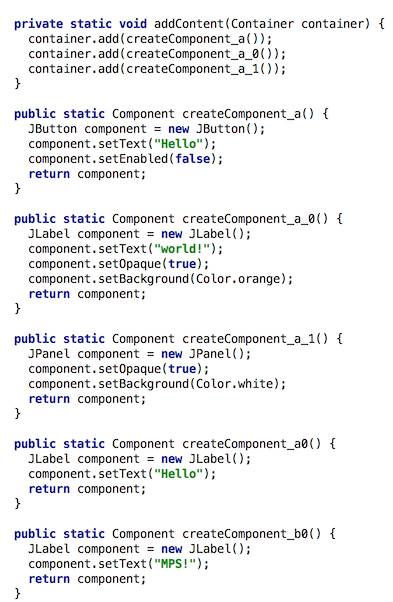 private static void addContent(Container container) {
  container.add(createComponent_a());
  container.add(createComponent_a_0());
  container.add(createComponent_a_1());
}

public static Component createComponent_a() {
  JButton component = new JButton();
  component.setText("Hello");
  component.setEnabled(false);
  return component;
}

public static Component createComponent_a_0() {
  JLabel component = new JLabel();
  component.setText("world!");
  component.setOpaque(true);
  component.setBackground(Color.orange);
  return component;
}

public static Component createComponent_a_1() {
  JPanel component = new JPanel();
  component.setOpaque(true);
  component.setBackground(Color.white);
  return component;
}

public static Component createComponent_a0() {
  JLabel component = new JLabel();
  component.setText("Hello");
  return component;
}

public static Component createComponent_b0() {
  JLabel component = new JLabel();
  component.setText("MPS!");
  return component;
}